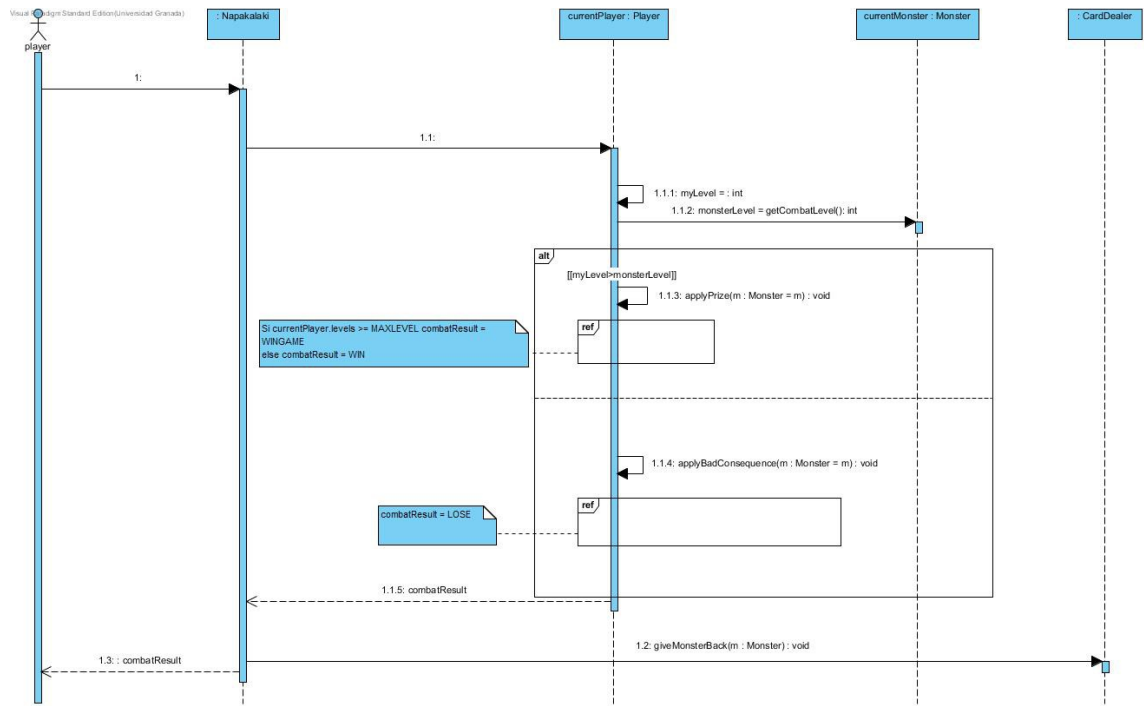 Visual Paradigm Standard Edition(Universidad Granada)
player
: Napakalaki
currentPlayer : Player
currentMonster : Monster
: CardDealer
1:
1.1:
1.1.1: myLevel = : int
1.1.2: monsterLevel = getCombatLevel(): int
alt
[[myLevel>monsterLevel]]
1.1.3: applyPrize(m : Monster = m) : void
Si currentPlayer.levels >= MAXLEVEL combatResult =
WINGAME
else combatResult = WIN
ref
1.1.4: applyBadConsequence(m : Monster = m) : void
combatResult = LOSE
ref
1.1.5: combatResult
1.2: giveMonsterBack(m : Monster) : void
1.3: : combatResult